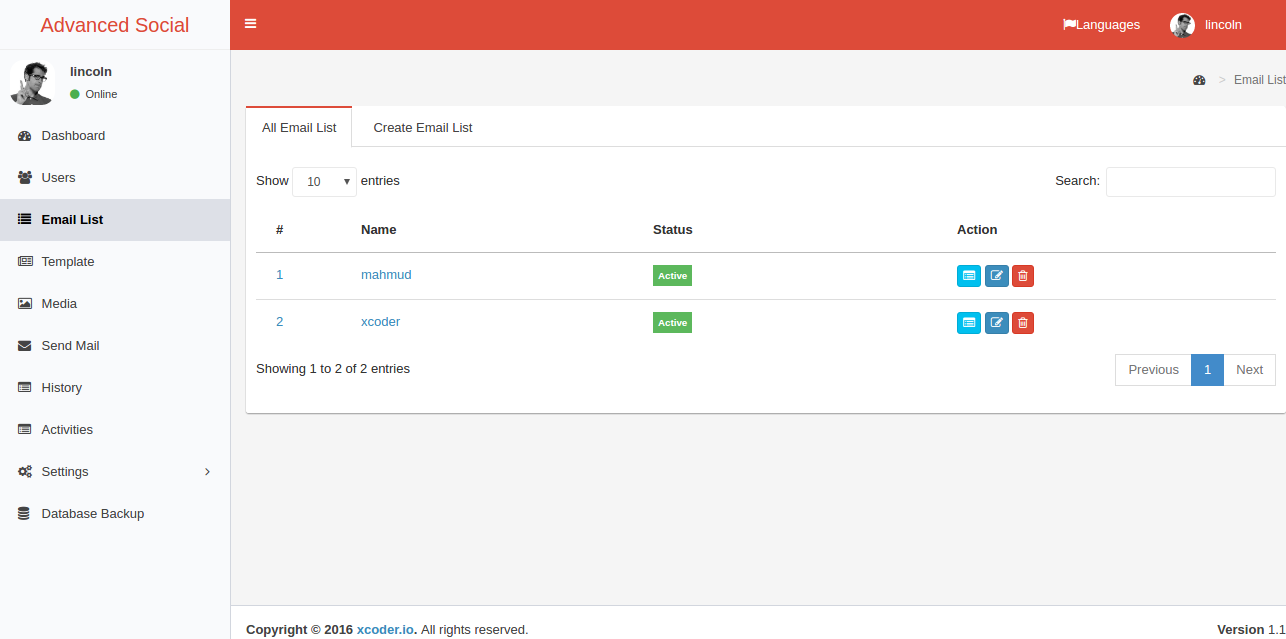 Advanced Social
Languages lincoln
lincoln
Online
Dashboard
Users
Email List
Template
Media
Send Mail
History
Activities
Settings
Database Backup
> Email List
All Email List Create Email List
Show 10 entries Search:
# Name Status Action
1 mahmud Active
2 xcoder Active
Showing 1 to 2 of 2 entries Previous 1 Next
Copyright © 2016 xcoder.io. All rights reserved. Version 1.1